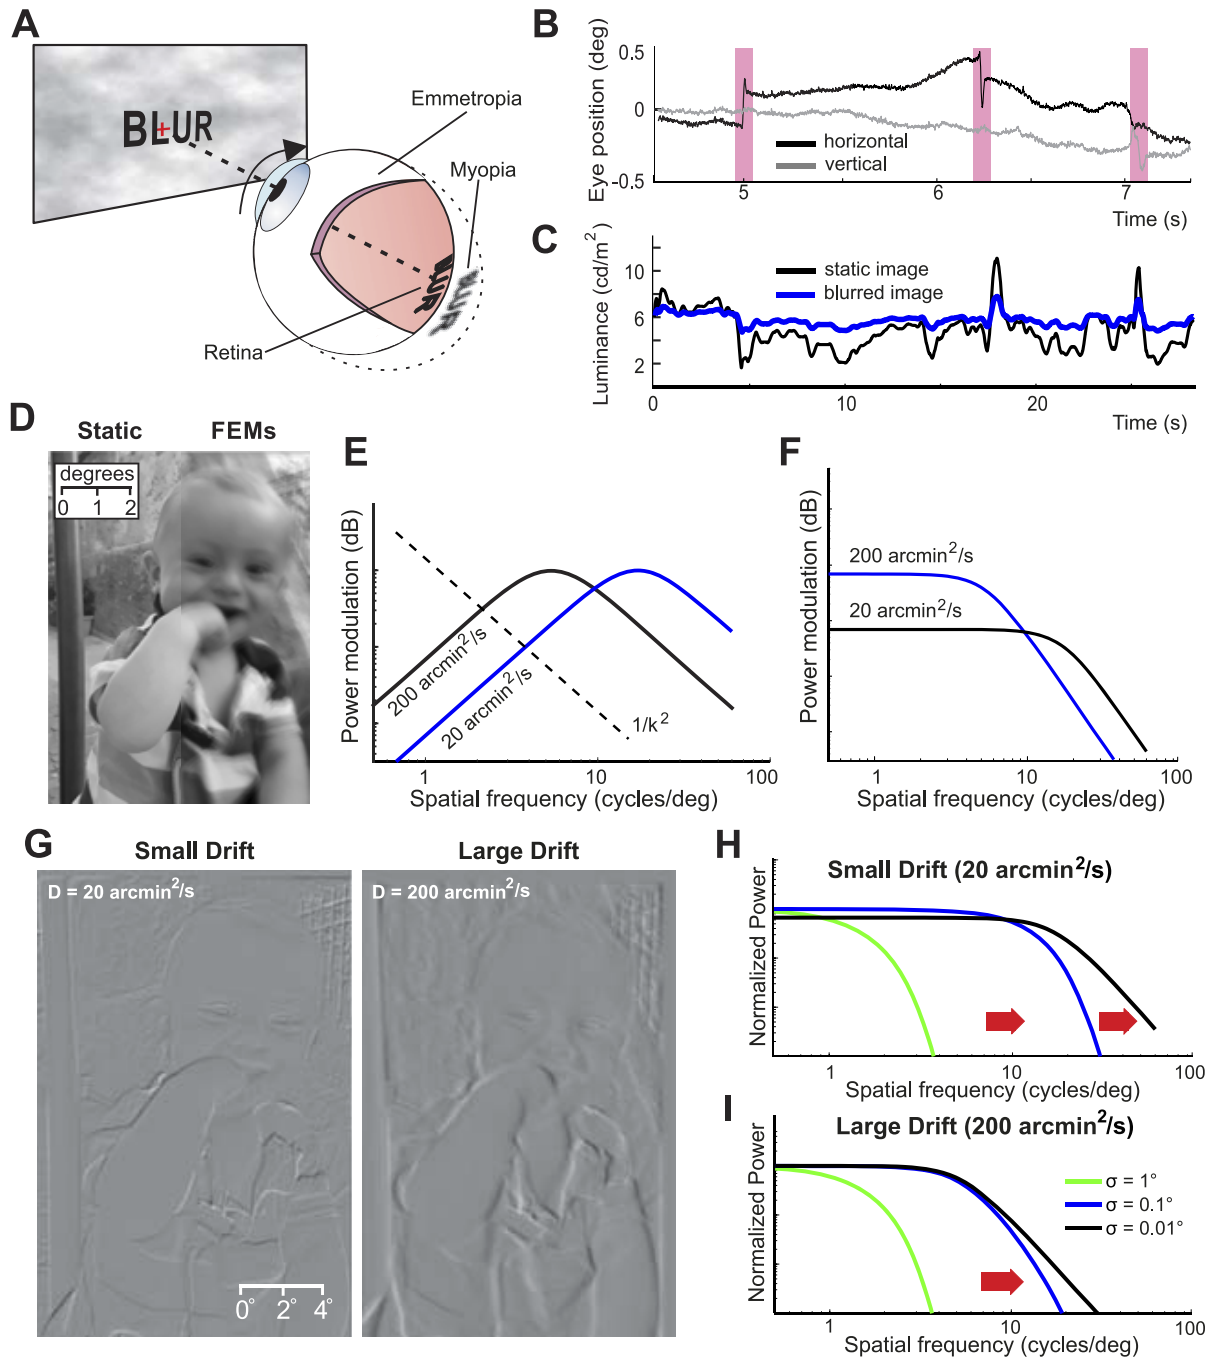 A
BLUR
Emmetropia
Myopia
BLUR
Retina
B
Eye position (deg)
0.5
0
-0.5
horizontal
vertical
5
6
7
Time (s)
C
Luminance (cd/m²)
10
6
2
static image
blurred image
0
10
20
Time (s)
D
Static
FEMs
degrees
0 1 2
E
Power modulation (dB)
200 arcmin²/s
20 arcmin²/s
1/k²
1
10
100
Spatial frequency (cycles/deg)
F
Power modulation (dB)
200 arcmin²/s
20 arcmin²/s
1
10
100
Spatial frequency (cycles/deg)
G
Small Drift
Large Drift
D = 20 arcmin²/s
D = 200 arcmin²/s
0° 2° 4°
H
Small Drift (20 arcmin²/s)
Normalized Power
1
10
100
Spatial frequency (cycles/deg)
I
Large Drift (200 arcmin²/s)
Normalized Power
σ = 1°
σ = 0.1°
σ = 0.01°
1
10
100
Spatial frequency (cycles/deg)